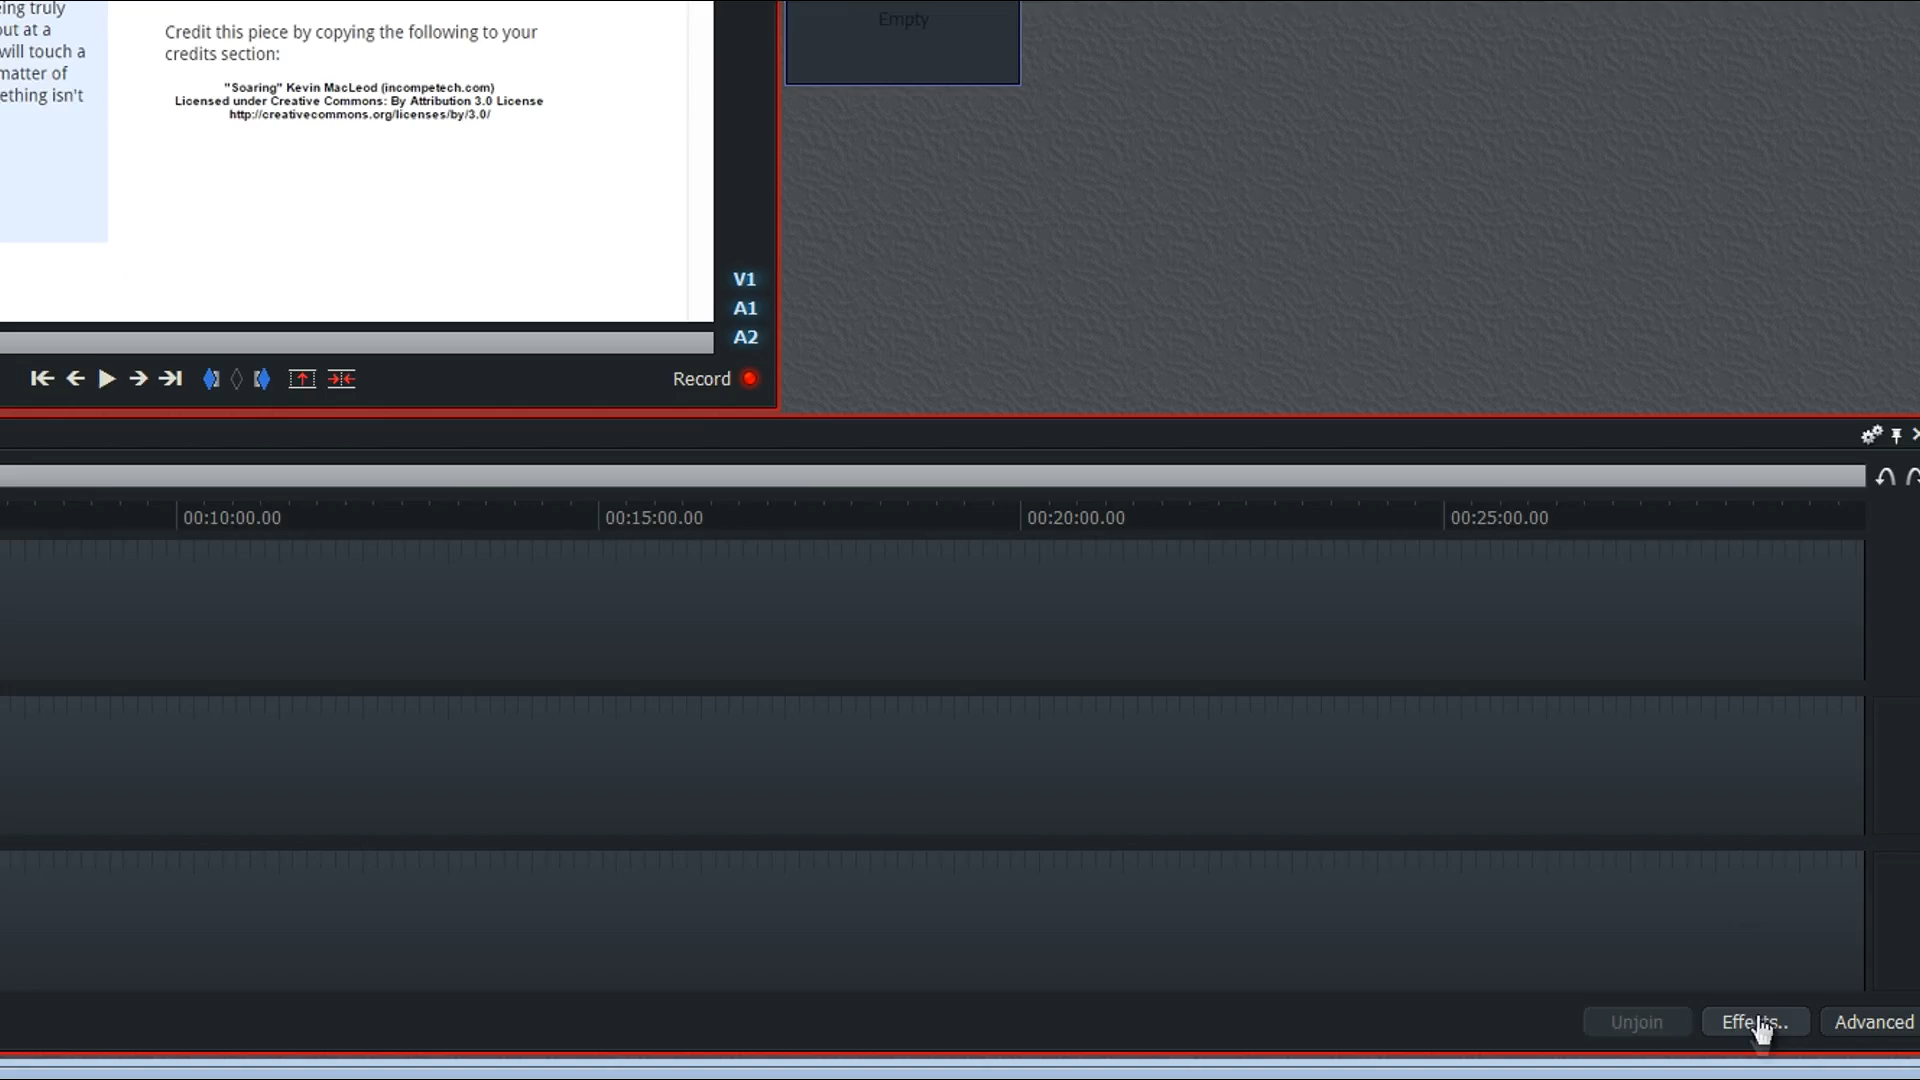 ing truly
out at a
will touch a
matter of
ething isn't
Credit this piece by copying the following to your
credits section:
"Soaring" Kevin MacLeod (incompetech.com)
Licensed under Creative Commons: By Attribution 3.0 License
http://creativecommons.org/licenses/by/3.0/
Empty
V1
A1
A2
Record
00:10:00.00
00:15:00.00
00:20:00.00
00:25:00.00
Unjoin
Effects..
Advanced